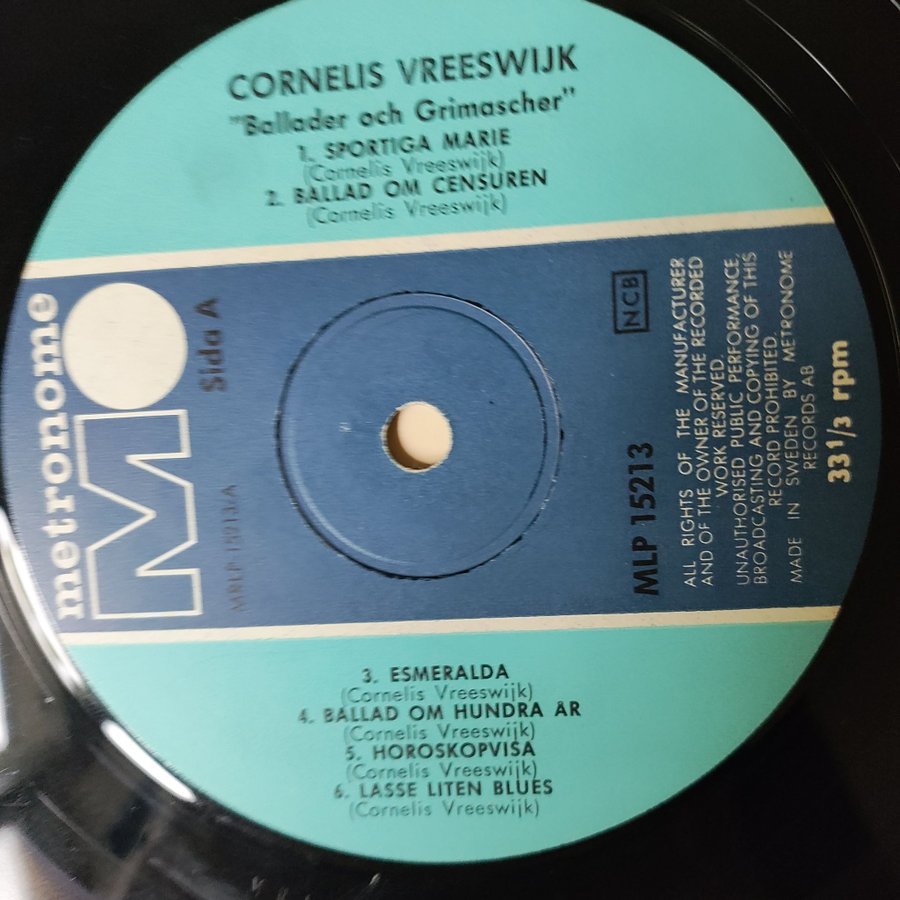 CORNELIS VREESWIJK
"Ballader och Grimascher"
1. SPORTIGA MARIE
(Cornelis Vreeswijk)
2. BALLAD OM CENSUREN
(Cornelis Vreeswijk)
metronome
M
Sida A
MRLP 15213/A
NCB
MLP 15213
ALL RIGHTS OF THE MANUFACTURER
AND OF THE OWNER OF THE RECORDED
WORK RESERVED.
UNAUTHORISED PUBLIC PERFORMANCE,
BROADCASTING AND COPYING OF THIS
RECORD PROHIBITED
MADE IN SWEDEN BY METRONOME
RECORDS AB
33 1/3 rpm
3. ESMERALDA
(Cornelis Vreeswijk)
4. BALLAD OM HUNDRA ÅR
(Cornelis Vreeswijk)
5. HOROSKOPVISA
(Cornelis Vreeswijk)
6. LASSE LITEN BLUES
(Cornelis Vreeswijk)